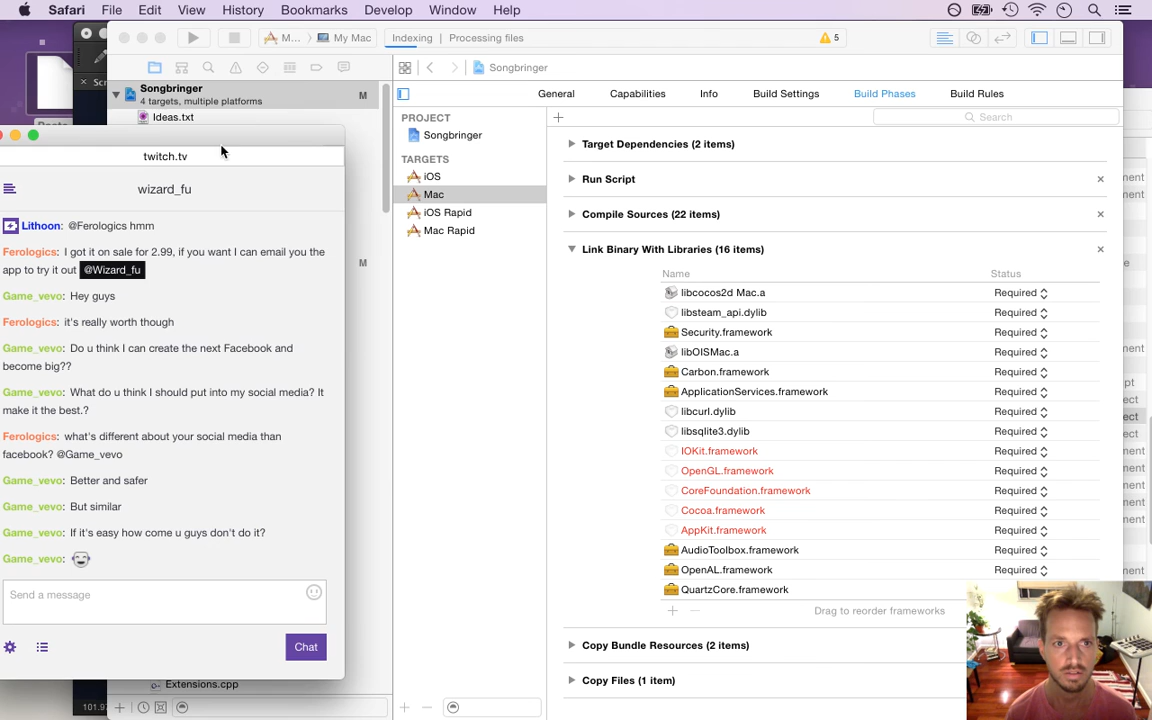 Safari File Edit View History Bookmarks Develop Window Help
M... My Mac Indexing Processing files 5
Songbringer
4 targets, multiple platforms M
Ideas.txt
M
Songbringer
General Capabilities Info Build Settings Build Phases Build Rules
Search
PROJECT
Songbringer
TARGETS
iOS
Mac
iOS Rapid
Mac Rapid
Target Dependencies (2 items)
Run Script
Compile Sources (22 items)
Link Binary With Libraries (16 items)
Name Status
libcocos2d Mac.a Required
libsteam_api.dylib Required
Security.framework Required
libOISMac.a Required
Carbon.framework Required
ApplicationServices.framework Required
libcurl.dylib Required
libsqlite3.dylib Required
IOKit.framework Required
OpenGL.framework Required
CoreFoundation.framework Required
Cocoa.framework Required
AppKit.framework Required
AudioToolbox.framework Required
OpenAL.framework Required
QuartzCore.framework Required
Drag to reorder frameworks
Copy Bundle Resources (2 items)
Copy Files (1 item)
twitch.tv
wizard_fu
Lithoon: @Ferologics hmm
Ferologics: I got it on sale for 2.99, if you want I can email you the
app to try it out @Wizard_fu
Game_vevo: Hey guys
Ferologics: it's really worth though
Game_vevo: Do u think I can create the next Facebook and
become big??
Game_vevo: What do u think I should put into my social media? It
make it the best.?
Ferologics: what's different about your social media than
facebook? @Game_vevo
Game_vevo: Better and safer
Game_vevo: But similar
Game_vevo: If it's easy how come u guys don't do it?
Game_vevo:
Send a message
Chat
Extensions.cpp
101.97